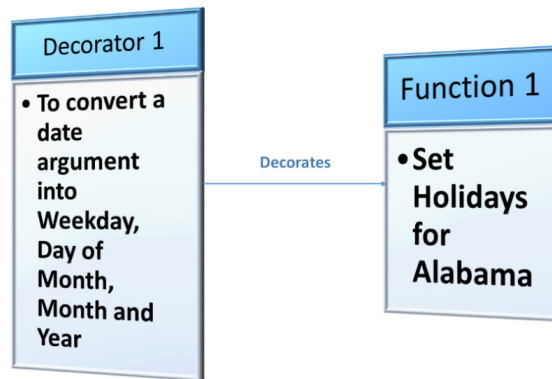 Decorator 1
• To convert a
date
argument
into
Weekday,
Day of
Month,
Month and
Year
Decorates
Function 1
• Set
Holidays
for
Alabama